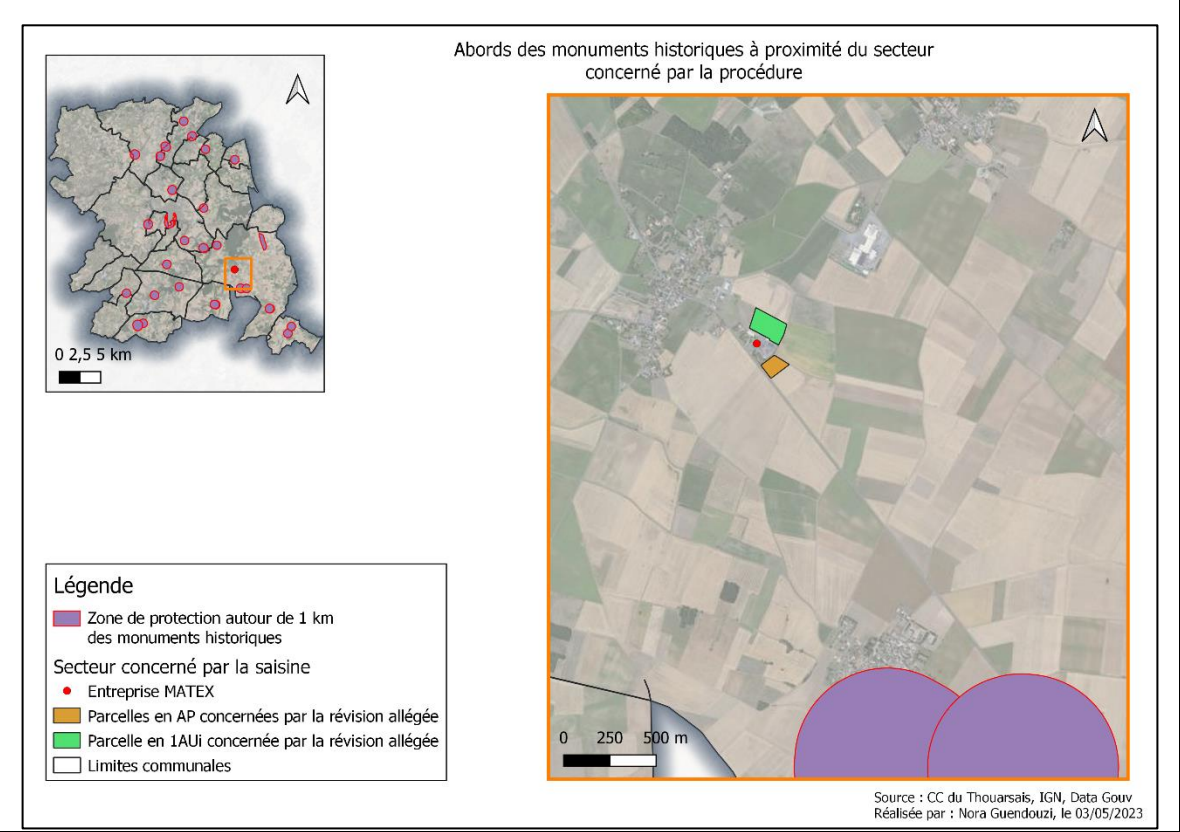 Abords des monuments historiques à proximité du secteur
concerné par la procédure
0 2,5 5 km
Légende
Zone de protection autour de 1 km
des monuments historiques
Secteur concerné par la saisine
Entreprise MATEX
Parcelles en AP concernées par la révision allégée
Parcelle en 1AUi concernée par la révision allégée
Limites communales
0 250 500 m
Source : CC du Thouarsais, IGN, Data Gouv
Réalisée par : Nora Guendouzi, le 03/05/2023